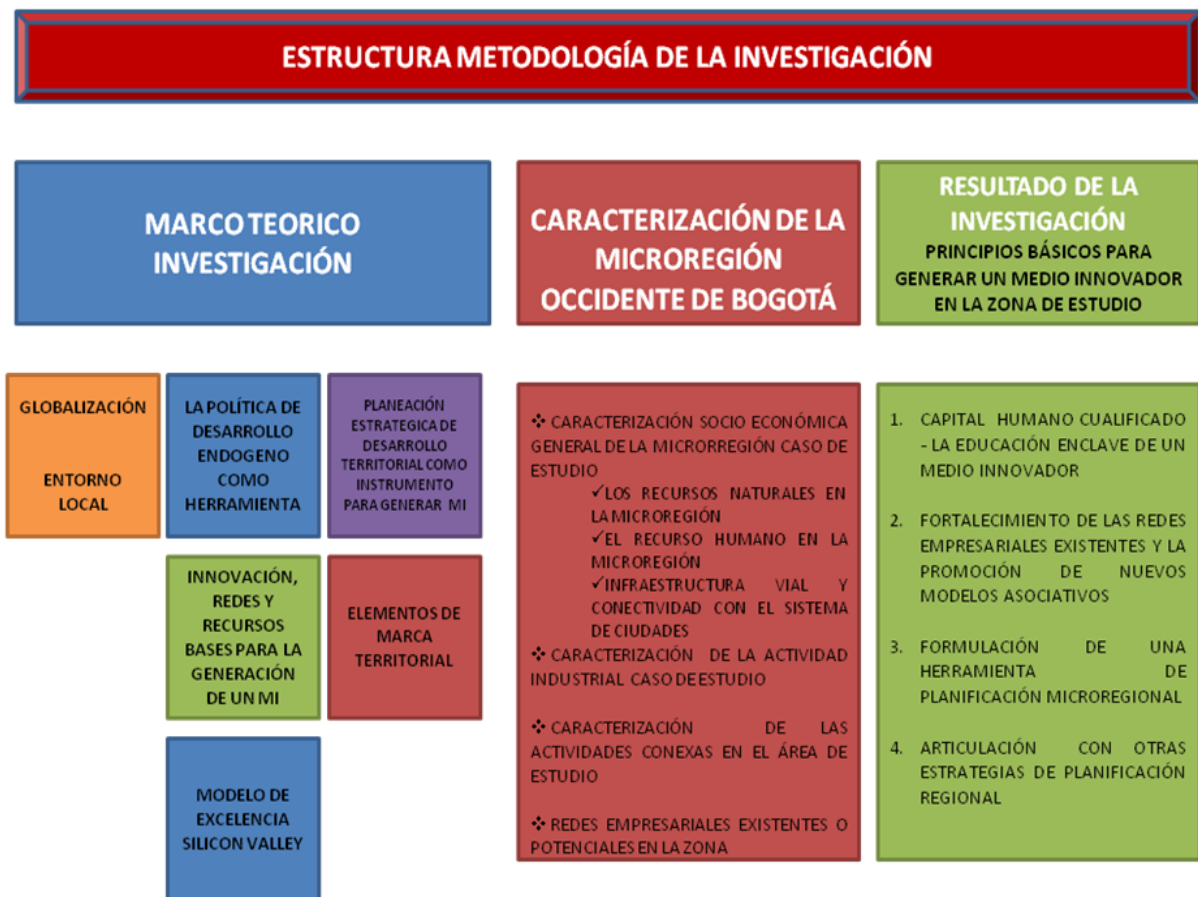 ESTRUCTURA METODOLOGÍA DE LA INVESTIGACIÓN
MARCO TEORICO
INVESTIGACIÓN
GLOBALIZACIÓN
ENTORNO
LOCAL
LA POLÍTICA DE
DESARROLLO
ENDOGENO
COMO
HERRAMIENTA
PLANEACIÓN
ESTRATEGICA DE
DESARROLLO
TERRITORIAL COMO
INSTRUMENTO
PARA GENERAR MI
INNOVACIÓN,
REDES Y
RECURSOS
BASES PARA LA
GENERACIÓN
DE UN MI
ELEMENTOS DE
MARCA
TERRITORIAL
MODELO DE
EXCELENCIA
SILICON VALLEY
CARACTERIZACIÓN DE LA
MICROREGIÓN
OCCIDENTE DE BOGOTÁ
❖ CARACTERIZACIÓN SOCIO ECONÓMICA
GENERAL DE LA MICRORREGIÓN CASO DE
ESTUDIO
✓LOS RECURSOS NATURALES EN
LA MICROREGIÓN
✓EL RECURSO HUMANO EN LA
MICROREGIÓN
✓INFRAESTRUCTURA VIAL Y
CONECTIVIDAD CON EL SISTEMA
DE CIUDADES
❖ CARACTERIZACIÓN DE LA ACTIVIDAD
INDUSTRIAL CASO DE ESTUDIO
❖ CARACTERIZACIÓN DE LAS
ACTIVIDADES CONEXAS EN EL ÁREA DE
ESTUDIO
❖ REDES EMPRESARIALES EXISTENTES O
POTENCIALES EN LA ZONA
RESULTADO DE LA
INVESTIGACIÓN
PRINCIPIOS BÁSICOS PARA
GENERAR UN MEDIO INNOVADOR
EN LA ZONA DE ESTUDIO
1. CAPITAL HUMANO CUALIFICADO
- LA EDUCACIÓN ENCLAVE DE UN
MEDIO INNOVADOR
2. FORTALECIMIENTO DE LAS REDES
EMPRESARIALES EXISTENTES Y LA
PROMOCIÓN DE NUEVOS
MODELOS ASOCIATIVOS
3. FORMULACIÓN DE UNA
HERRAMIENTA DE
PLANIFICACIÓN MICROREGIONAL
4. ARTICULACIÓN CON OTRAS
ESTRATEGIAS DE PLANIFICACIÓN
REGIONAL